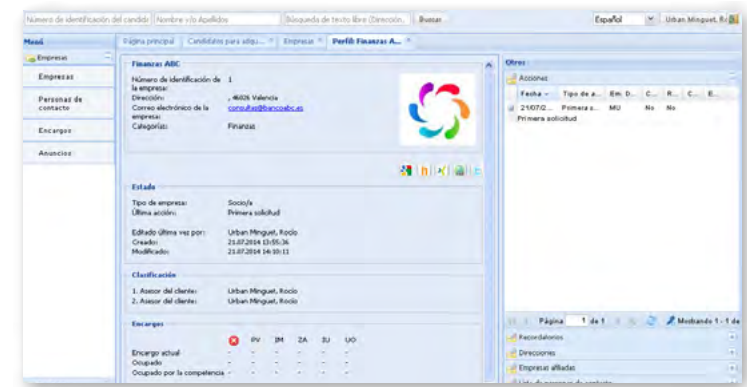 Número de identificación del candid Nombre y/o Apellidos Búsqueda de texto libre (Dirección, Buscar Español Urban Minguet, Ro
Menú
Empresas
Empresas
Personas de contacto
Encargos
Anuncios
Página principal Candidatos para adqu... Empresas Perfil: Finanzas A...
Finanzas ABC
Número de identificación de la empresa: 1
Dirección: , 46026 Valencia
Correo electrónico de la empresa: consultas@bancoabc.es
Categorías: Finanzas
Estado
Tipo de empresa: Socio/a
Última acción: Primera solicitud
Editado última vez por: Urban Minguet, Rocío
Creado: 21.07.2014 13:55:36
Modificado: 21.07.2014 14:10:11
Clasificación
1. Asesor del cliente: Urban Minguet, Rocío
2. Asesor del cliente: Urban Minguet, Rocío
Encargos
PV IM ZA IU UO
Encargo actual - - - - - -
Ocupado - - - - - -
Ocupado por la competencia - - - - - -
Otros
Acciones
Fecha Tipo de a... Em. D... C... R... C... E...
21/07/2... Primera s... MU No No
Primera solicitud
Página 1 de 1 Mostrando 1 - 1 de
Recordatorios
Direcciones
Empresas afiliadas
Lista de personas de contacto